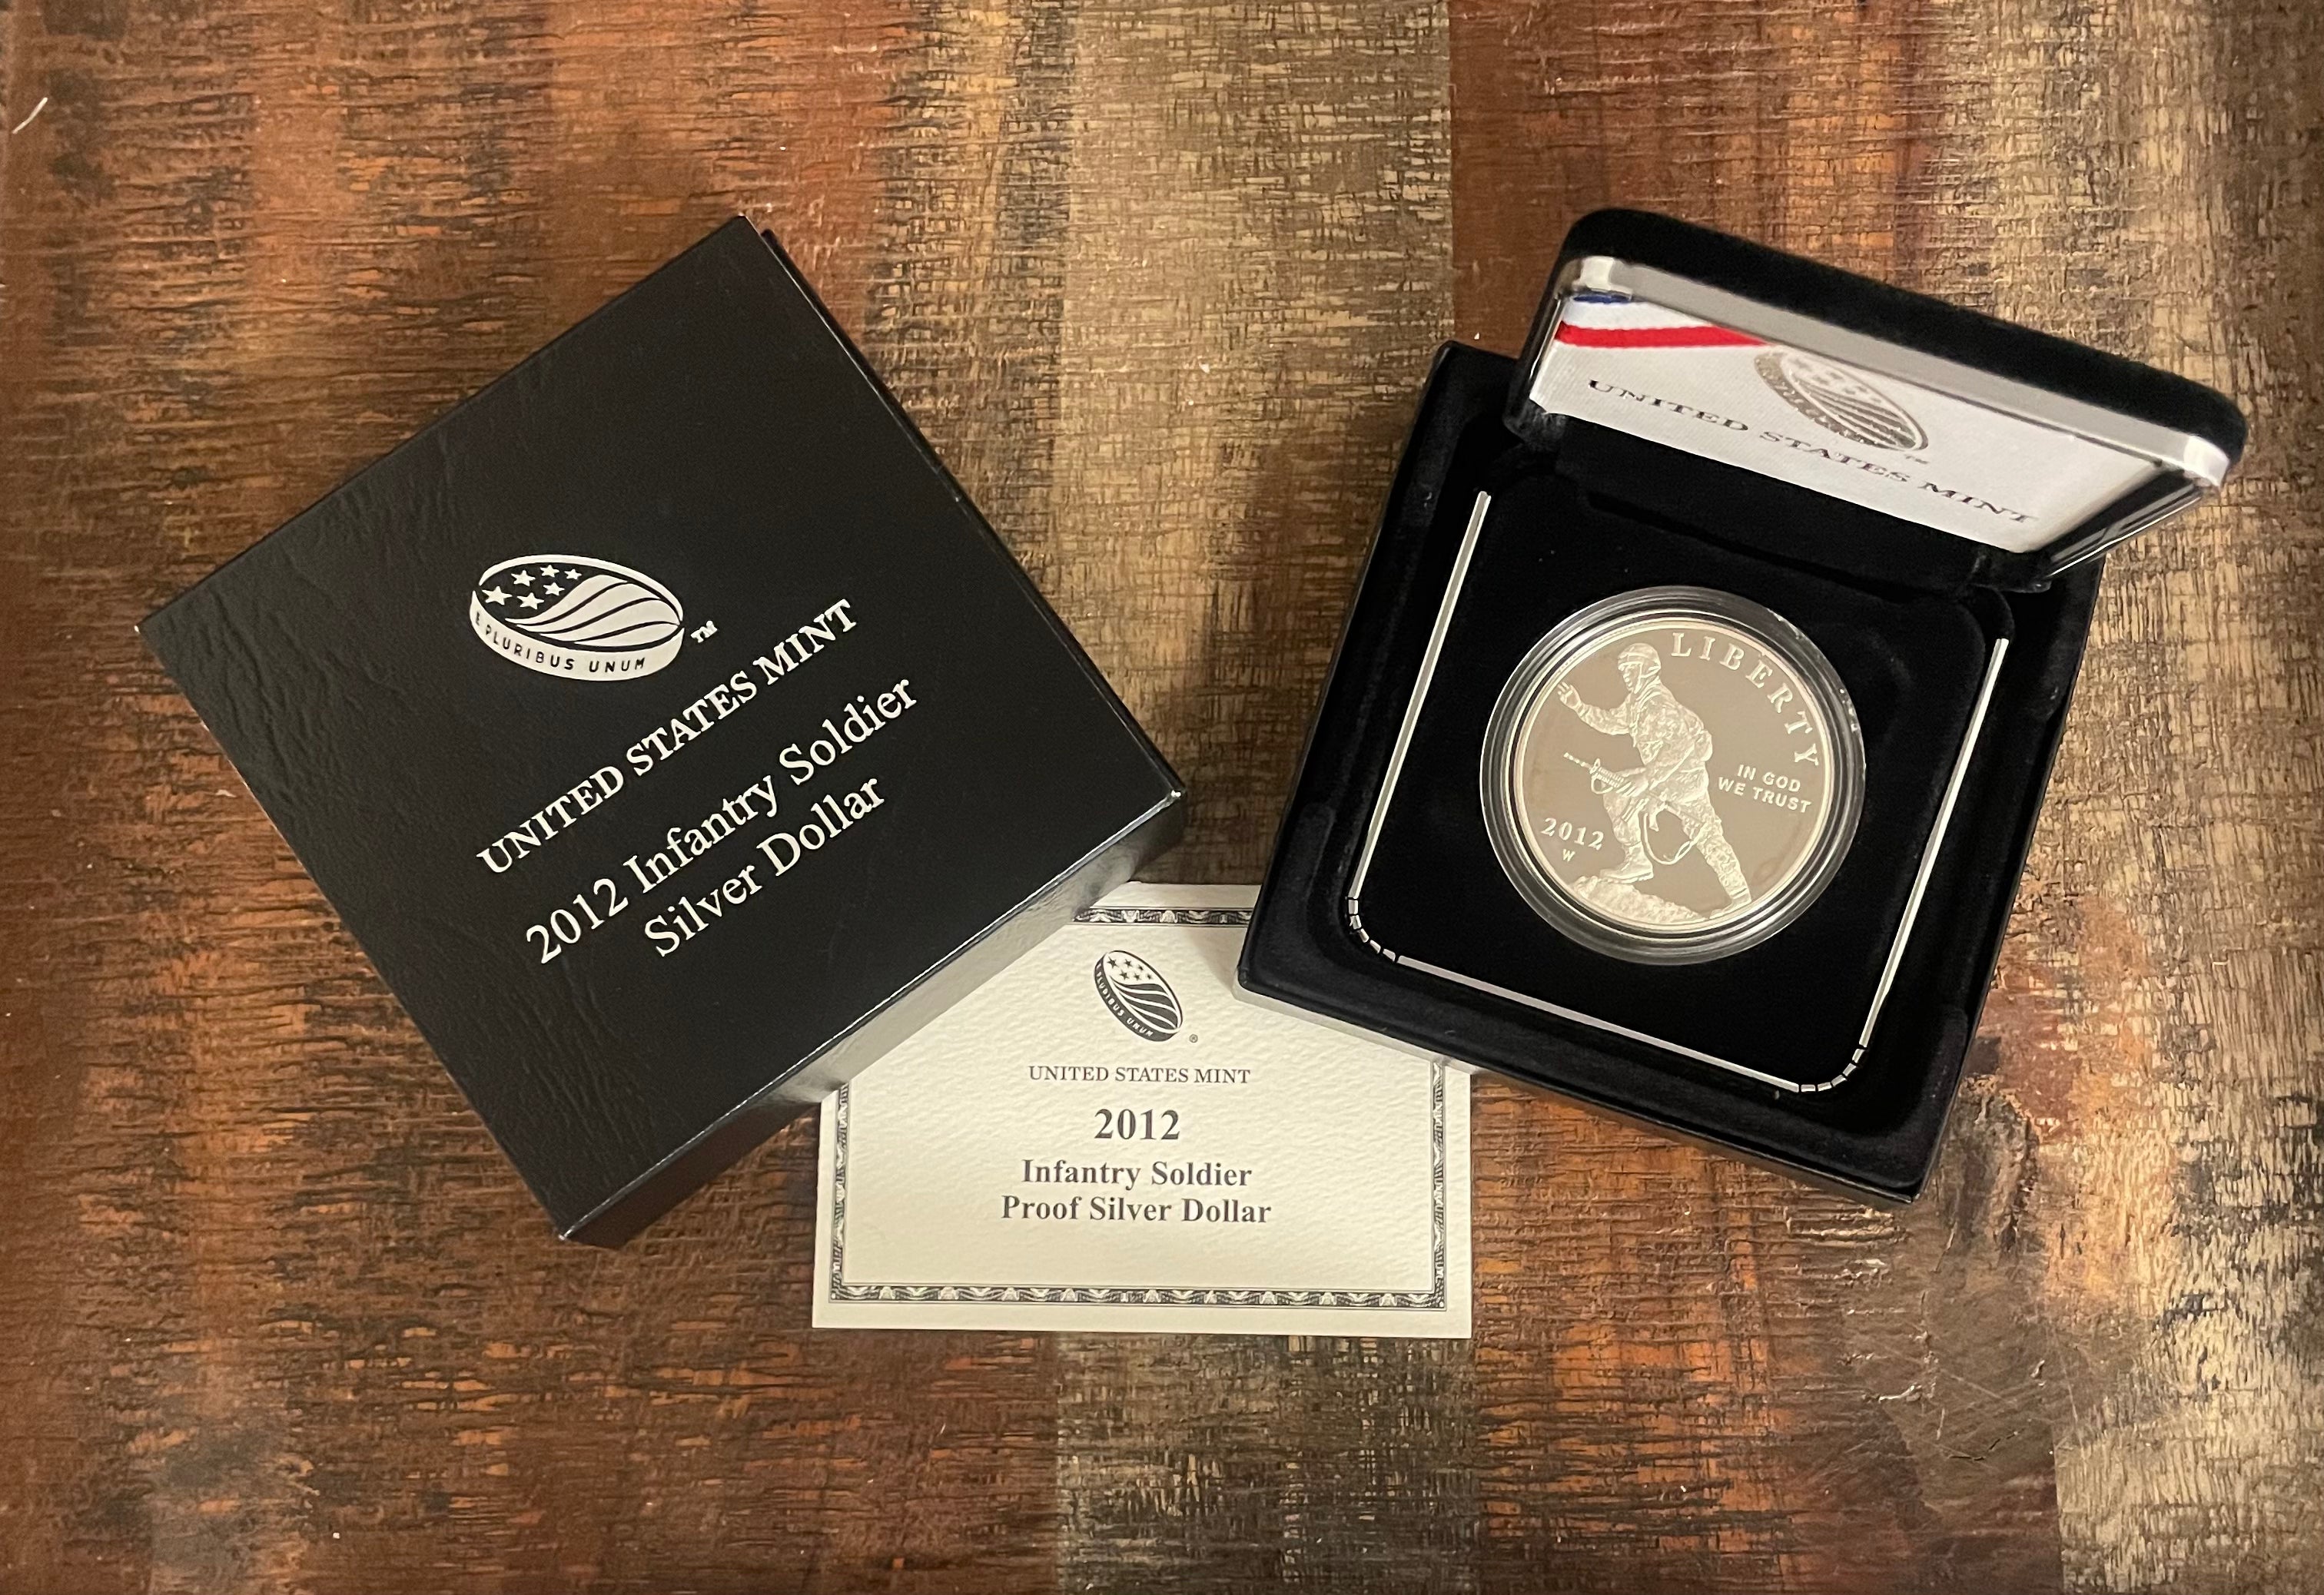 E PLURIBUS UNUM
TM
UNITED STATES MINT
2012 Infantry Soldier
Silver Dollar
UNITED STATES MINT
LIBERTY
IN GOD
WE TRUST
2012
W
E PLURIBUS UNUM
®
UNITED STATES MINT
2012
Infantry Soldier
Proof Silver Dollar